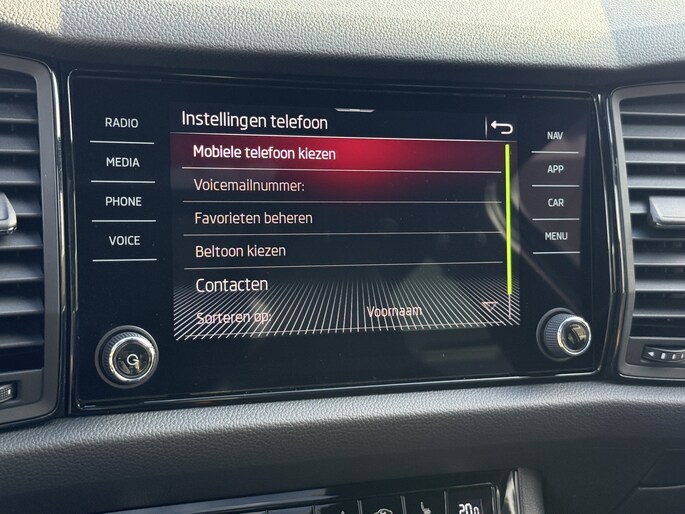 Instellingen telefoon
Mobiele telefoon kiezen
Voicemailnummer:
Favorieten beheren
Beltoon kiezen
Contacten
Sorteren op: Voornaam
RADIO
MEDIA
PHONE
VOICE
NAV
APP
CAR
MENU
20.0